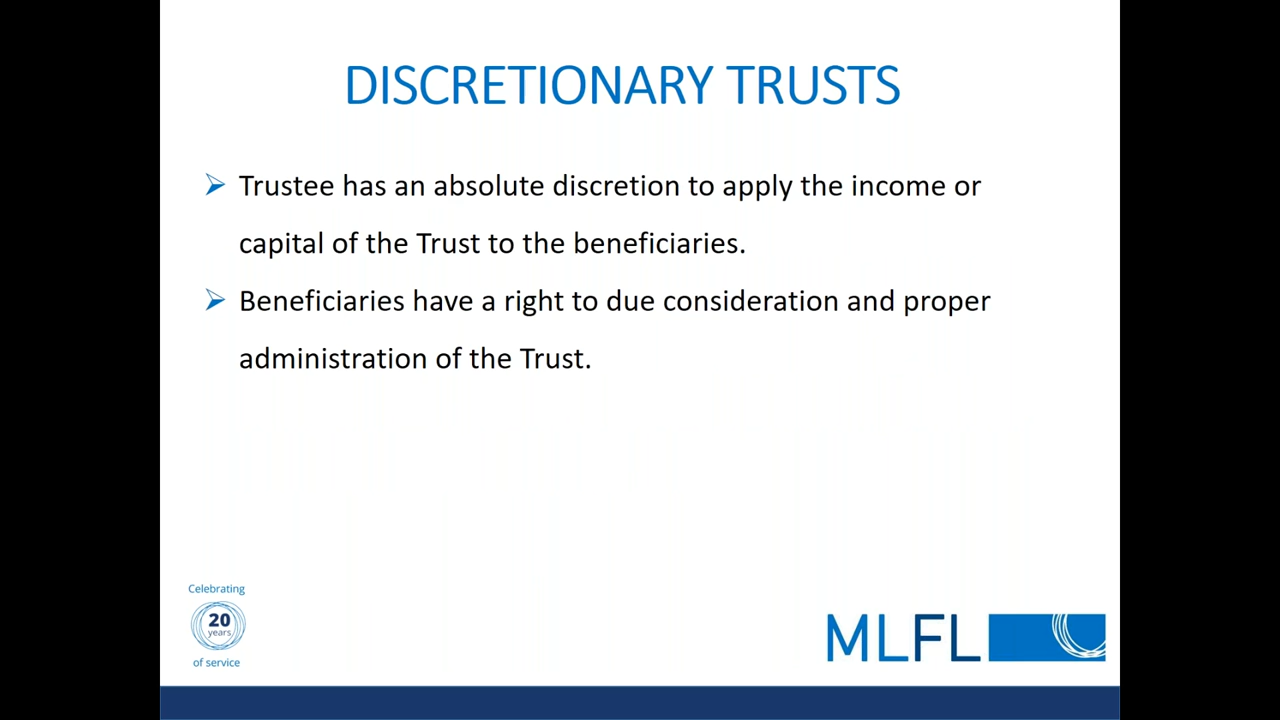 DISCRETIONARY TRUSTS
Trustee has an absolute discretion to apply the income or
capital of the Trust to the beneficiaries.
Beneficiaries have a right to due consideration and proper
administration of the Trust.
Celebrating
20
years
of service
MLFL